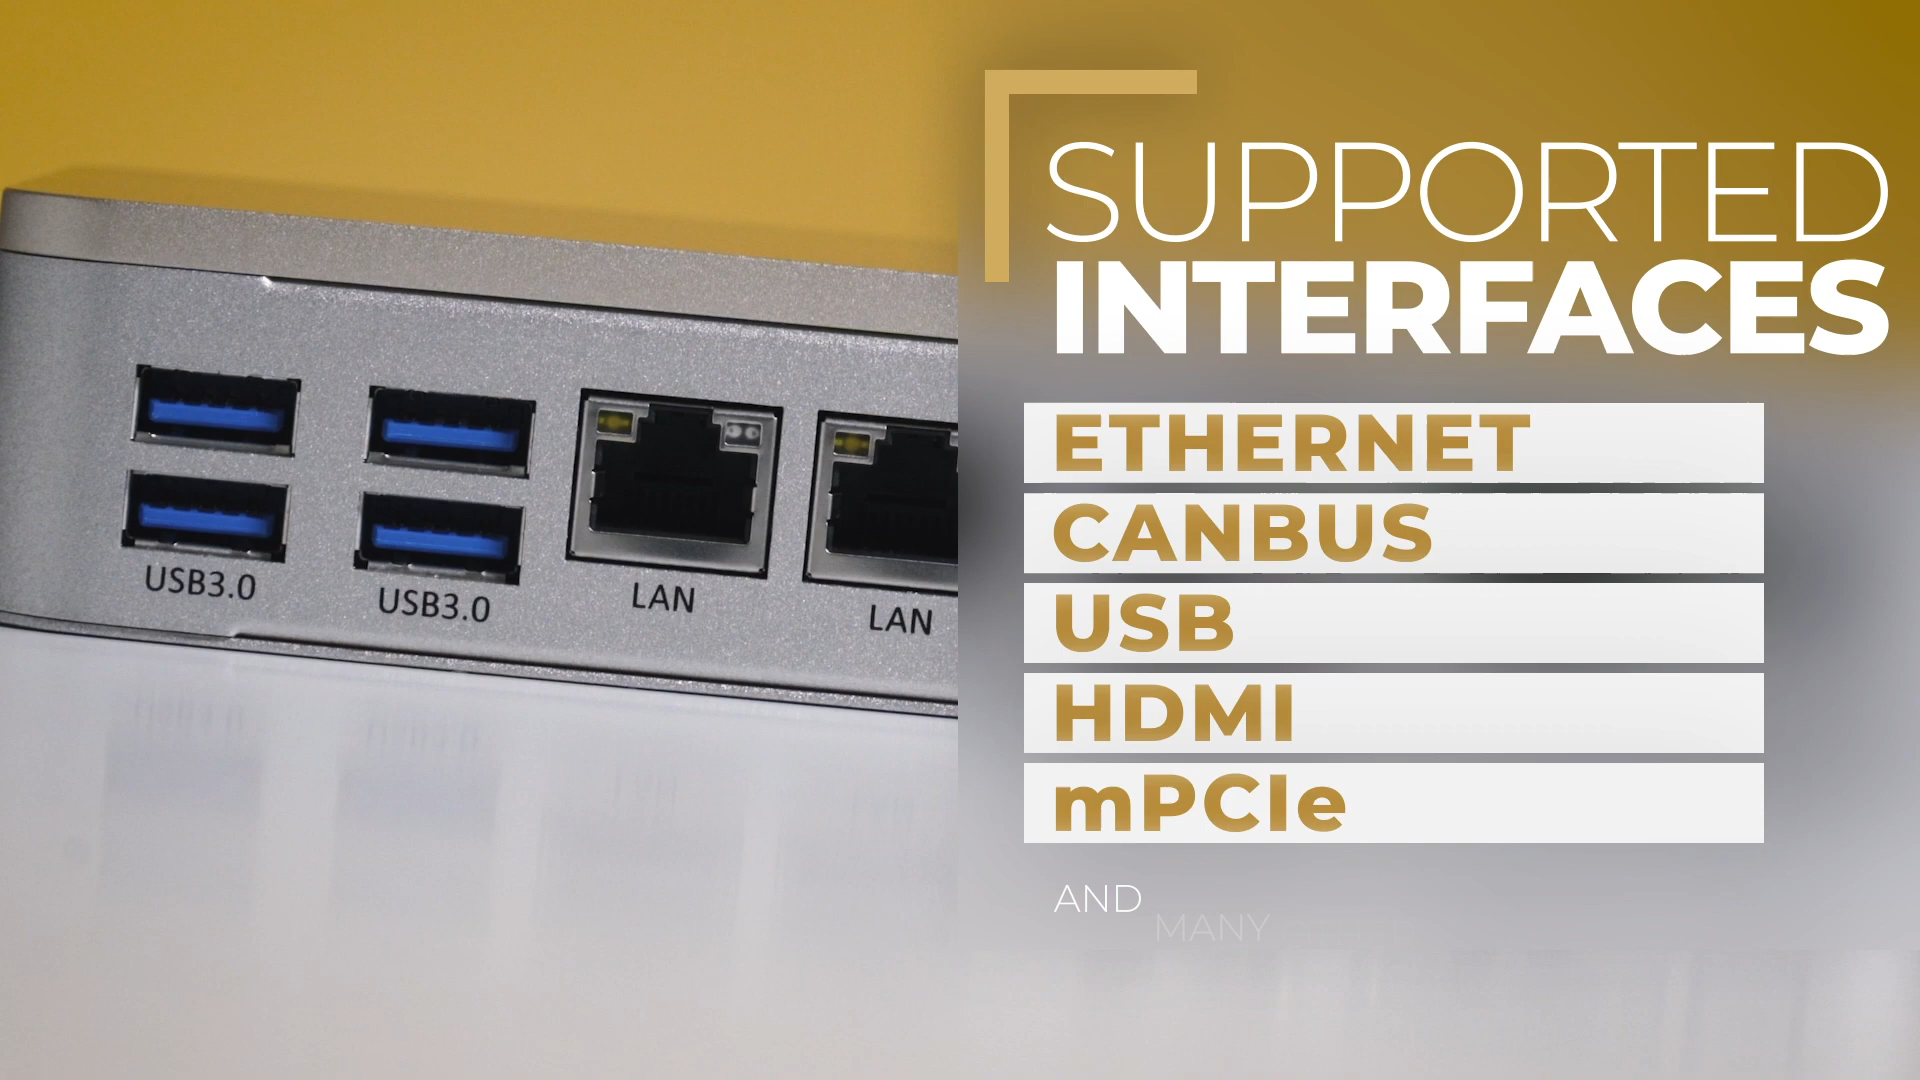 SUPPORTED
INTERFACES
ETHERNET
CANBUS
USB
HDMI
mPCIe
AND
MANY
USB3.0
USB3.0
LAN
LAN